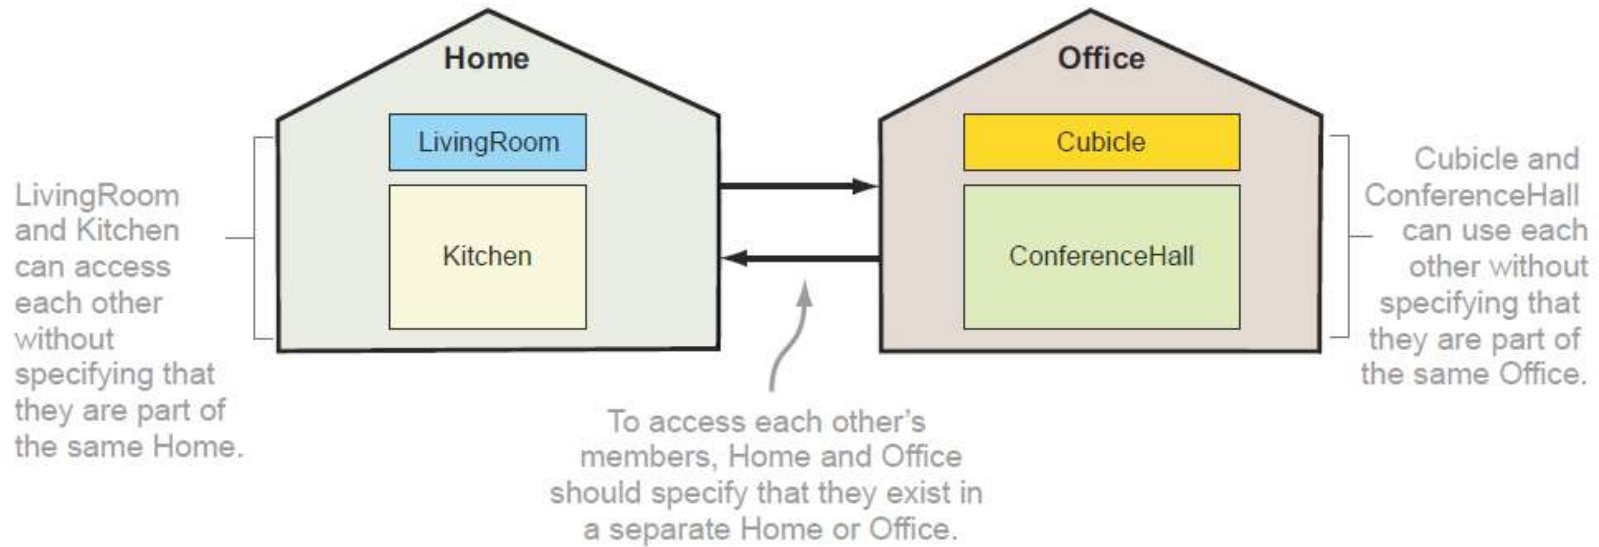 Home
Office
LivingRoom
Cubicle
Kitchen
ConferenceHall
LivingRoom
and Kitchen
can access
each other
without
specifying that
they are part of
the same Home.
Cubicle and
ConferenceHall
can use each
other without
specifying that
they are part of
the same Office.
To access each other’s
members, Home and Office
should specify that they exist in
a separate Home or Office.